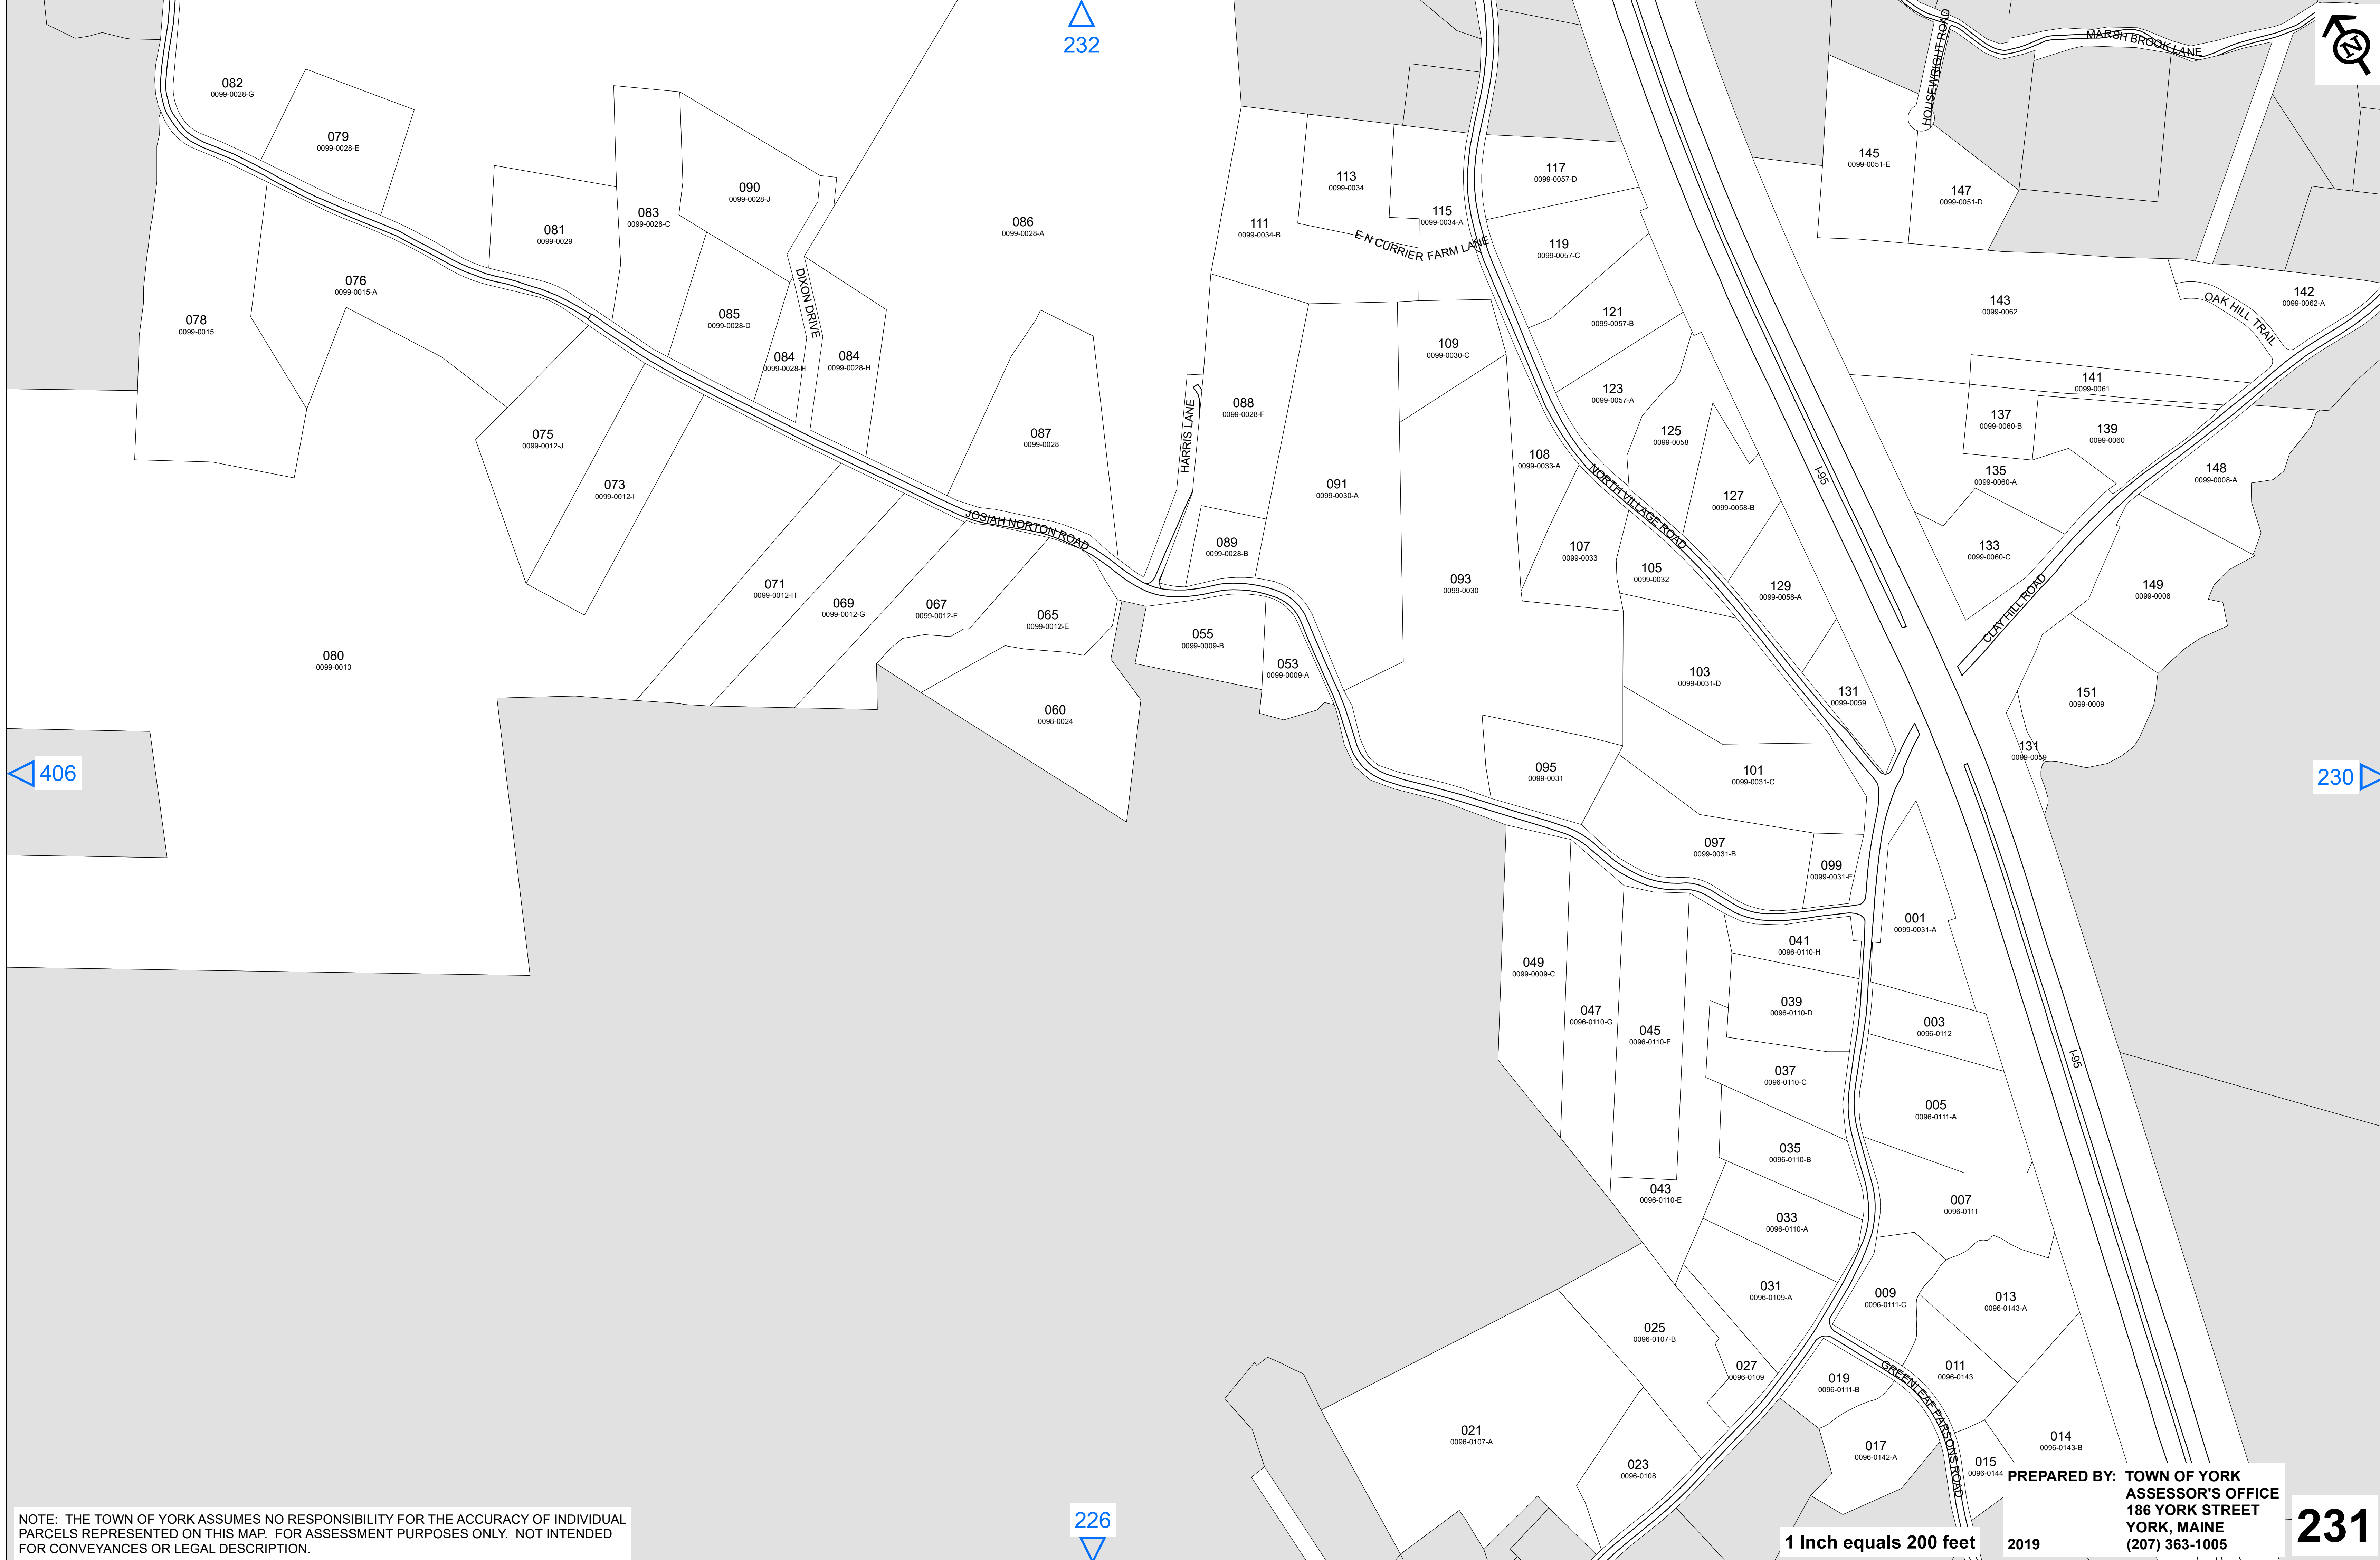 232
N
HOUSEWRIGHT ROAD
MARSH BROOK LANE
082
0099-0028-G
079
0099-0028-E
145
0099-0051-E
147
0099-0051-D
113
0099-0034
117
0099-0057-D
090
0099-0028-J
083
0099-0028-C
115
0099-0034-A
081
0099-0029
086
0099-0028-A
111
0099-0034-B
E N CURRIER FARM LANE
119
0099-0057-C
076
0099-0015-A
DIXON DRIVE
142
0099-0062-A
143
0099-0062
OAK HILL TRAIL
078
0099-0015
085
0099-0028-D
121
0099-0057-B
109
0099-0030-C
084
0099-0028-H
084
0099-0028-H
141
0099-0061
123
0099-0057-A
088
0099-0028-F
137
0099-0060-B
139
0099-0060
HARRIS LANE
075
0099-0012-J
087
0099-0028
125
0099-0058
108
0099-0033-A
I-95
135
0099-0060-A
148
0099-0008-A
073
0099-0012-I
091
0099-0030-A
NORTH VILLAGE ROAD
127
0099-0058-B
JOSIAH NORTON ROAD
089
0099-0028-B
107
0099-0033
133
0099-0060-C
105
0099-0032
071
0099-0012-H
093
0099-0030
129
0099-0058-A
149
0099-0008
CLAY HILL ROAD
069
0099-0012-G
067
0099-0012-F
065
0099-0012-E
055
0099-0009-B
080
0099-0013
053
0099-0009-A
103
0099-0031-D
131
0099-0059
151
0099-0009
060
0098-0024
131
0099-0059
406
095
0099-0031
101
0099-0031-C
230
097
0099-0031-B
099
0099-0031-E
001
0099-0031-A
041
0096-0110-H
049
0099-0009-C
039
0096-0110-D
047
0096-0110-G
003
0096-0112
045
0096-0110-F
I-95
037
0096-0110-C
005
0096-0111-A
035
0096-0110-B
043
0096-0110-E
007
0096-0111
033
0096-0110-A
031
0096-0109-A
009
0096-0111-C
013
0096-0143-A
025
0096-0107-B
027
0096-0109
011
0096-0143
019
0096-0111-B
GREENLEAF PARSONS ROAD
021
0096-0107-A
014
0096-0143-B
017
0096-0142-A
023
0096-0108
015
0096-0144
PREPARED BY: TOWN OF YORK
ASSESSOR'S OFFICE
186 YORK STREET
YORK, MAINE
2019 (207) 363-1005
231
1 Inch equals 200 feet
226
NOTE: THE TOWN OF YORK ASSUMES NO RESPONSIBILITY FOR THE ACCURACY OF INDIVIDUAL
PARCELS REPRESENTED ON THIS MAP. FOR ASSESSMENT PURPOSES ONLY. NOT INTENDED
FOR CONVEYANCES OR LEGAL DESCRIPTION.